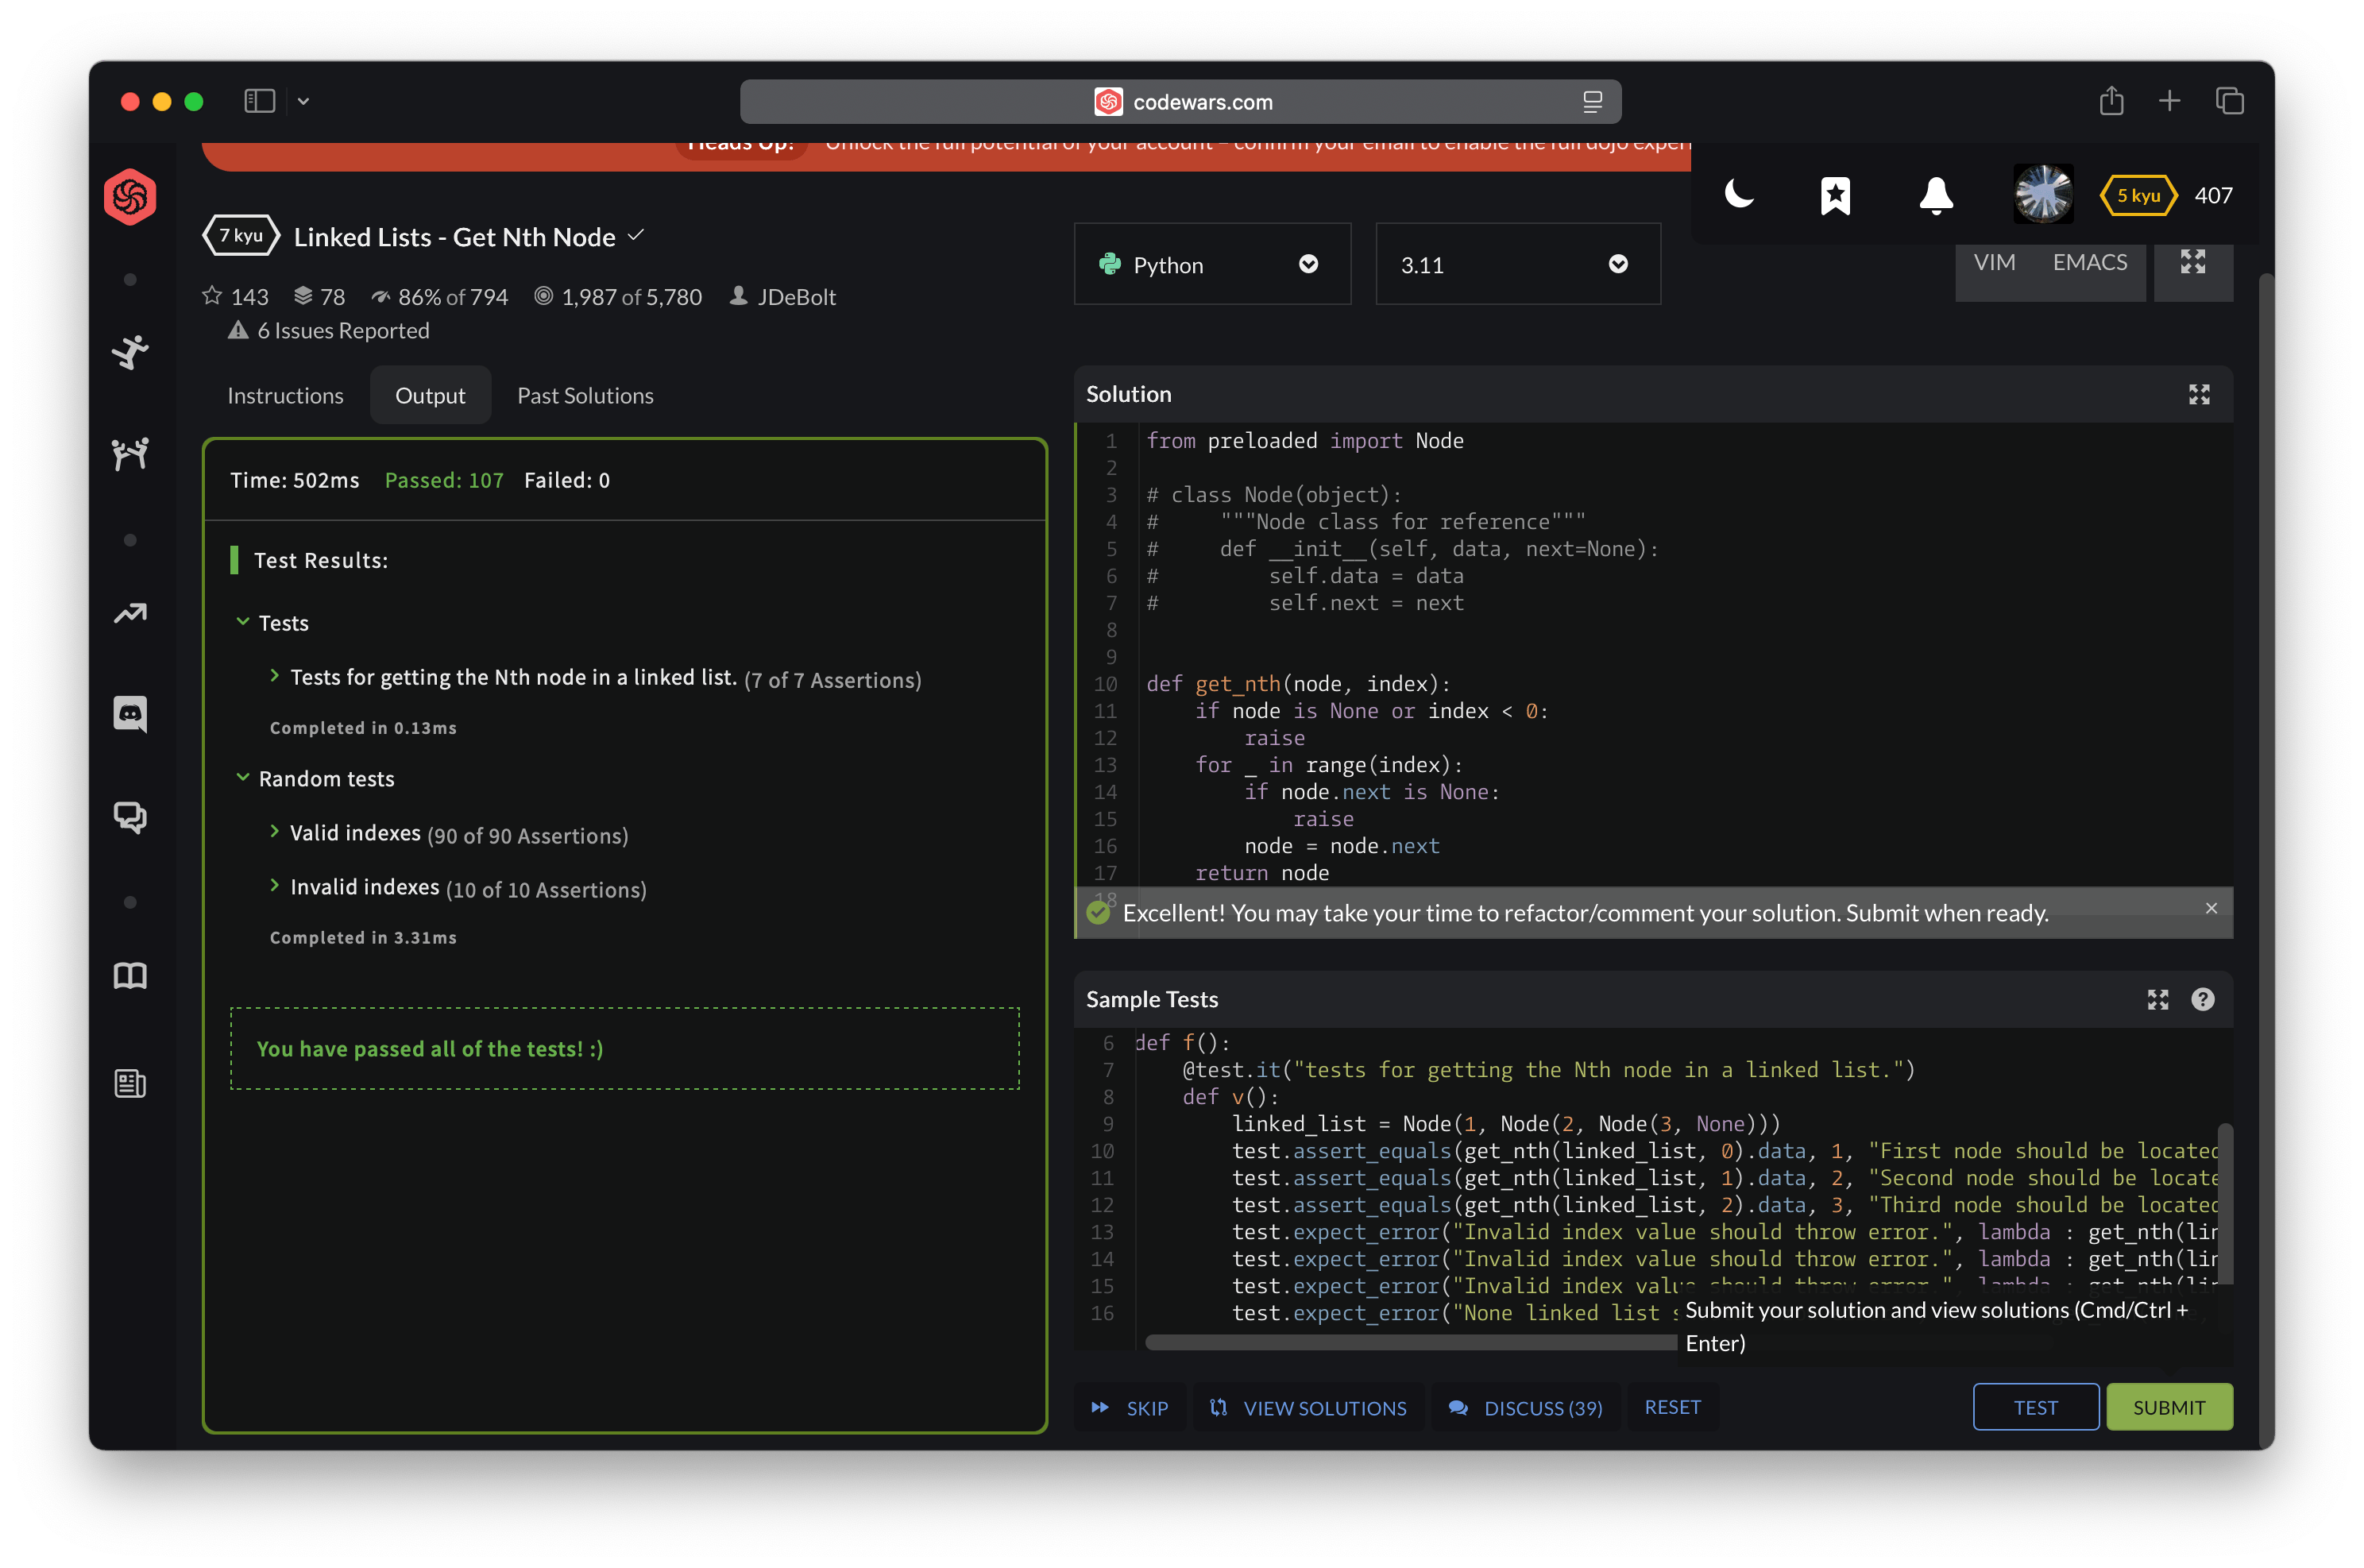 codewars.com
Heads Up! Unlock the full potential of your account – confirm your email to enable the full dojo
5 kyu 407
7 kyu Linked Lists - Get Nth Node
143 78 86% of 794 1,987 of 5,780 JDeBolt
6 Issues Reported
Python 3.11 VIM EMACS
Instructions Output Past Solutions
Time: 502ms Passed: 107 Failed: 0
Test Results:
Tests
Tests for getting the Nth node in a linked list. (7 of 7 Assertions)
Completed in 0.13ms
Random tests
Valid indexes (90 of 90 Assertions)
Invalid indexes (10 of 10 Assertions)
Completed in 3.31ms
You have passed all of the tests! :)
Solution
1 from preloaded import Node
2
3 # class Node(object):
4 #     """Node class for reference"""
5 #     def __init__(self, data, next=None):
6 #         self.data = data
7 #         self.next = next
8
9
10 def get_nth(node, index):
11     if node is None or index < 0:
12         raise
13     for _ in range(index):
14         if node.next is None:
15             raise
16         node = node.next
17     return node
18
Excellent! You may take your time to refactor/comment your solution. Submit when ready.
Sample Tests
6 def f():
7     @test.it("tests for getting the Nth node in a linked list.")
8     def v():
9         linked_list = Node(1, Node(2, Node(3, None)))
10         test.assert_equals(get_nth(linked_list, 0).data, 1, "First node should be located
11         test.assert_equals(get_nth(linked_list, 1).data, 2, "Second node should be locate
12         test.assert_equals(get_nth(linked_list, 2).data, 3, "Third node should be located
13         test.expect_error("Invalid index value should throw error.", lambda : get_nth(lin
14         test.expect_error("Invalid index value should throw error.", lambda : get_nth(lin
15         test.expect_error("Invalid index value should throw error.", lambda : get_nth(lin
16         test.expect_error("None linked list
Submit your solution and view solutions (Cmd/Ctrl +
Enter)
SKIP VIEW SOLUTIONS DISCUSS (39) RESET TEST SUBMIT